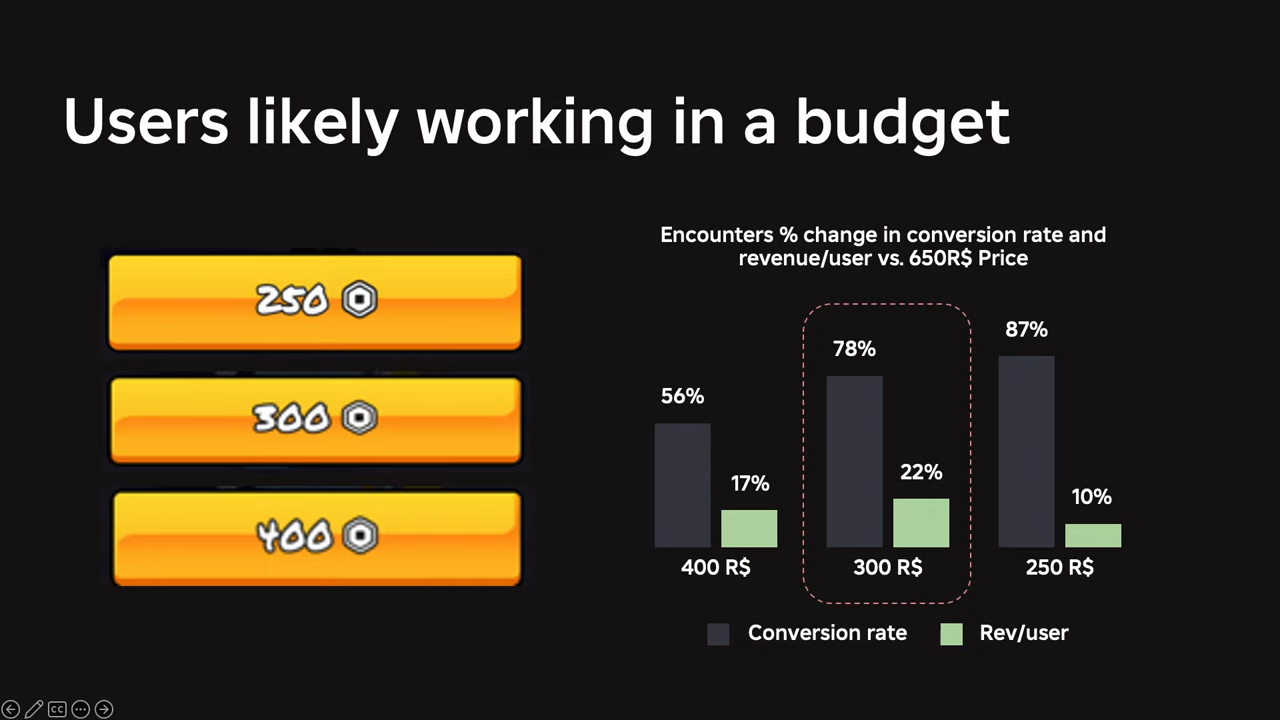 Users likely working in a budget
250
300
400
Encounters % change in conversion rate and
revenue/user vs. 650R$ Price
56%
17%
78%
22%
87%
10%
400 R$
300 R$
250 R$
Conversion rate
Rev/user
CC